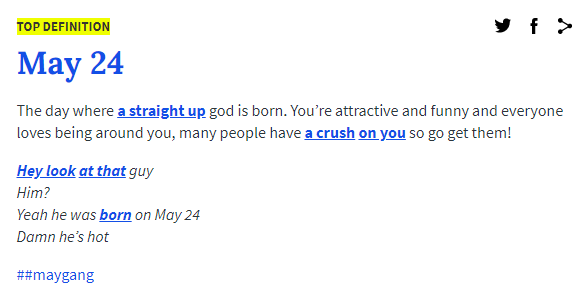 TOP DEFINITION
May 24
The day where a straight up god is born. You’re attractive and funny and everyone
loves being around you, many people have a crush on you so go get them!
Hey look at that guy
Him?
Yeah he was born on May 24
Damn he’s hot
##maygang